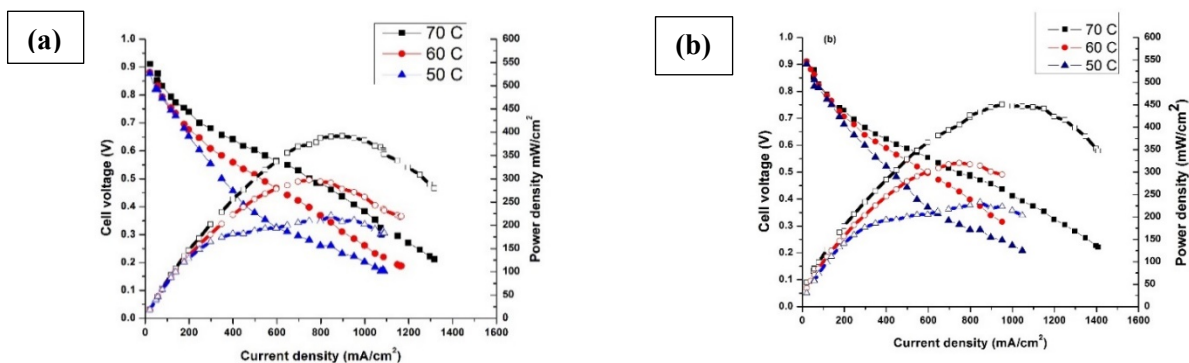 (a)
70 C
60 C
50 C
1.0
0.9
0.8
0.7
0.6
0.5
0.4
0.3
0.2
0.1
0.0
Cell voltage (V)
600
550
500
450
400
350
300
250
200
150
100
50
0
Power density mW/cm²
0 200 400 600 800 1000 1200 1400 1600
Current density (mA/cm²)
(b)
(b)
70 C
60 C
50 C
1.0
0.9
0.8
0.7
0.6
0.5
0.4
0.3
0.2
0.1
0.0
Cell voltage (V)
600
550
500
450
400
350
300
250
200
150
100
50
0
Power density mW/cm²
0 200 400 600 800 1000 1200 1400 1600
Current density (mA/cm²)